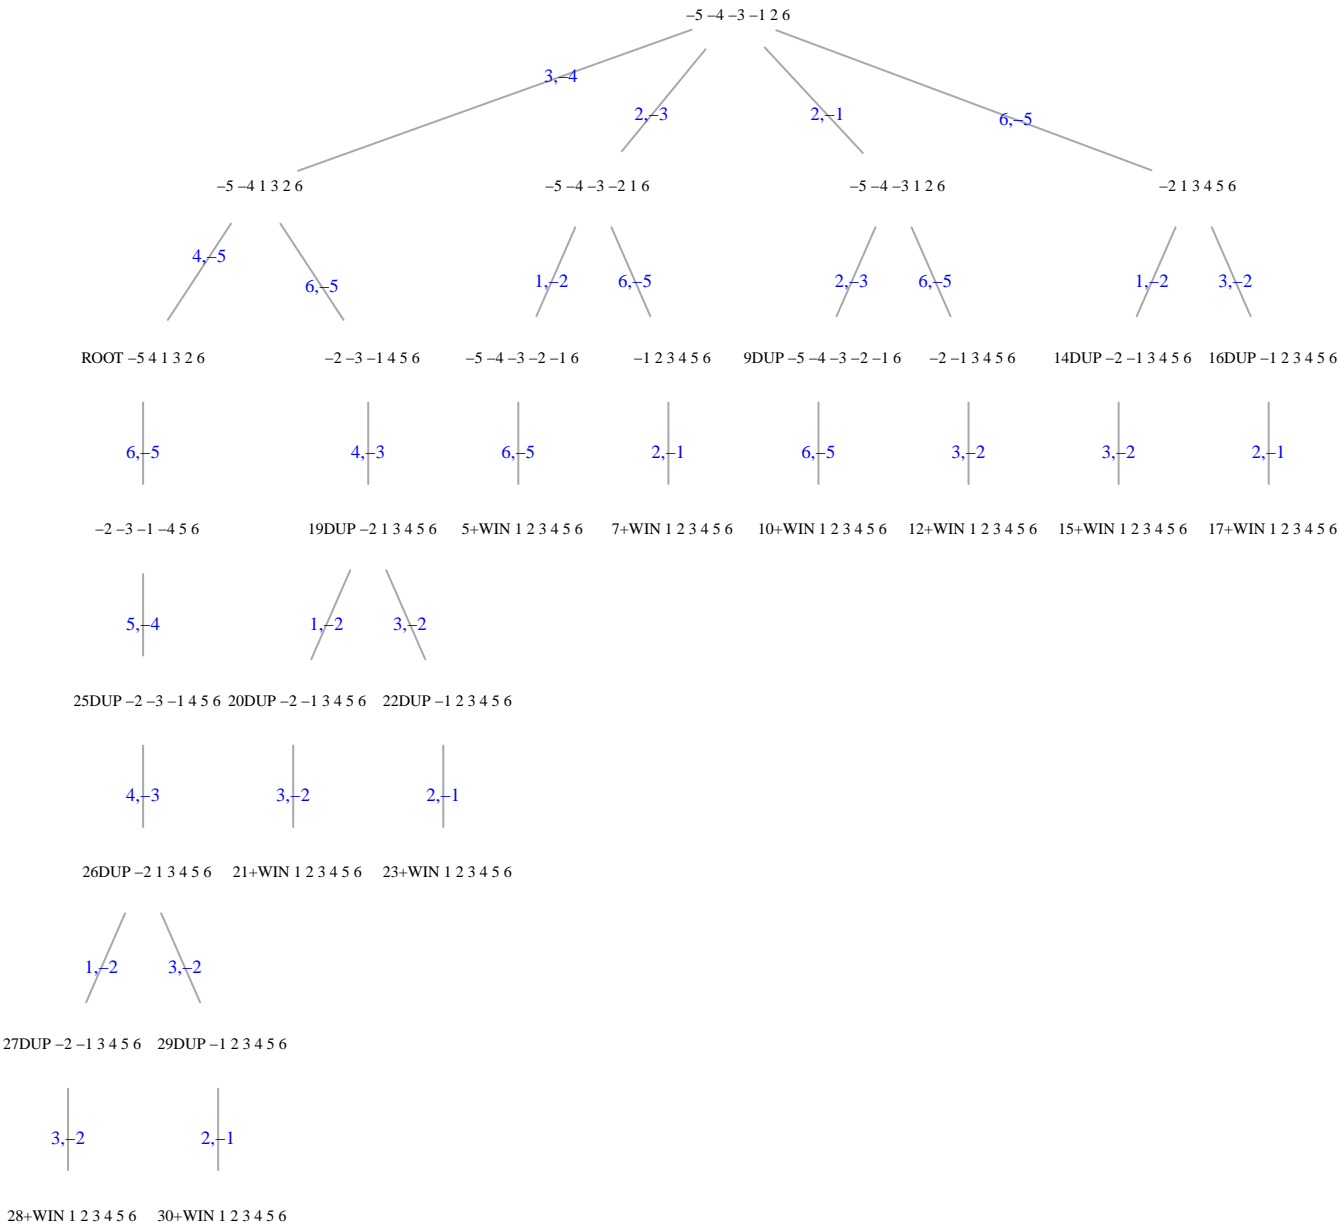 −5 −4 −3 −1 2 6
3,−4
2,−3
2,−1
6,−5
−5 −4 1 3 2 6
−5 −4 −3 −2 1 6
−5 −4 −3 1 2 6
−2 1 3 4 5 6
4,−5
6,−5
1,−2
6,−5
2,−3
6,−5
1,−2
3,−2
ROOT −5 4 1 3 2 6
−2 −3 −1 4 5 6
−5 −4 −3 −2 −1 6
−1 2 3 4 5 6
9DUP −5 −4 −3 −2 −1 6
−2 −1 3 4 5 6
14DUP −2 −1 3 4 5 6
16DUP −1 2 3 4 5 6
6,−5
4,−3
6,−5
2,−1
6,−5
3,−2
3,−2
2,−1
−2 −3 −1 −4 5 6
19DUP −2 1 3 4 5 6
5+WIN 1 2 3 4 5 6
7+WIN 1 2 3 4 5 6
10+WIN 1 2 3 4 5 6
12+WIN 1 2 3 4 5 6
15+WIN 1 2 3 4 5 6
17+WIN 1 2 3 4 5 6
5,−4
1,−2
3,−2
25DUP −2 −3 −1 4 5 6
20DUP −2 −1 3 4 5 6
22DUP −1 2 3 4 5 6
4,−3
3,−2
2,−1
26DUP −2 1 3 4 5 6
21+WIN 1 2 3 4 5 6
23+WIN 1 2 3 4 5 6
1,−2
3,−2
27DUP −2 −1 3 4 5 6
29DUP −1 2 3 4 5 6
3,−2
2,−1
28+WIN 1 2 3 4 5 6
30+WIN 1 2 3 4 5 6